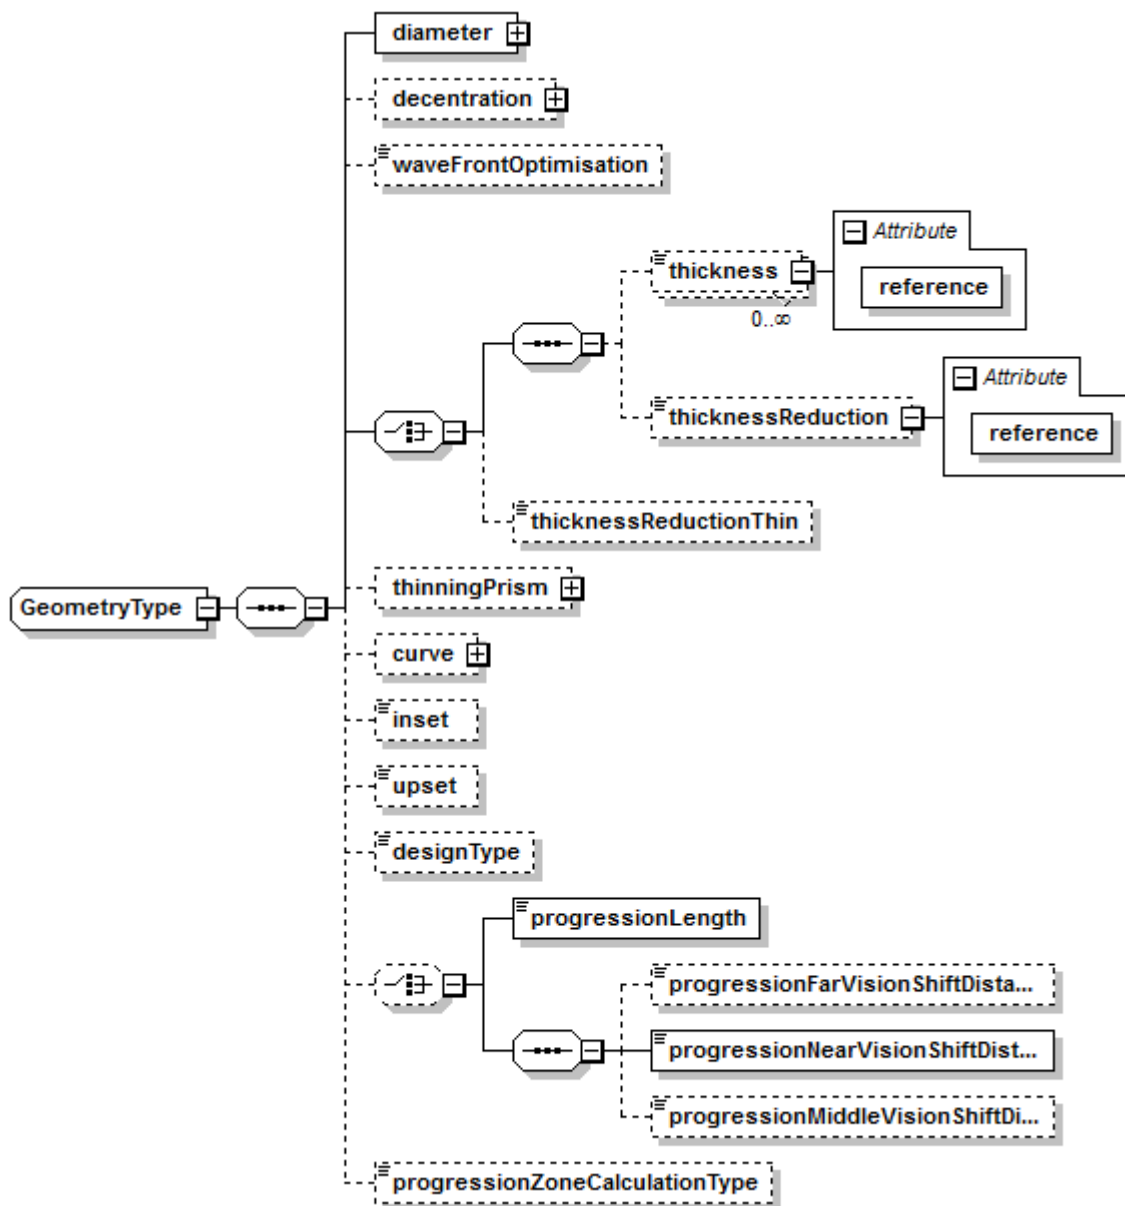 diameter
decentration
waveFrontOptimisation
Attribute
thickness
reference
0..∞
Attribute
thicknessReduction
reference
thicknessReductionThin
thinningPrism
GeometryType
curve
inset
upset
designType
progressionLength
progressionFarVisionShiftDista...
progressionNearVisionShiftDist...
progressionMiddleVisionShiftDi...
progressionZoneCalculationType